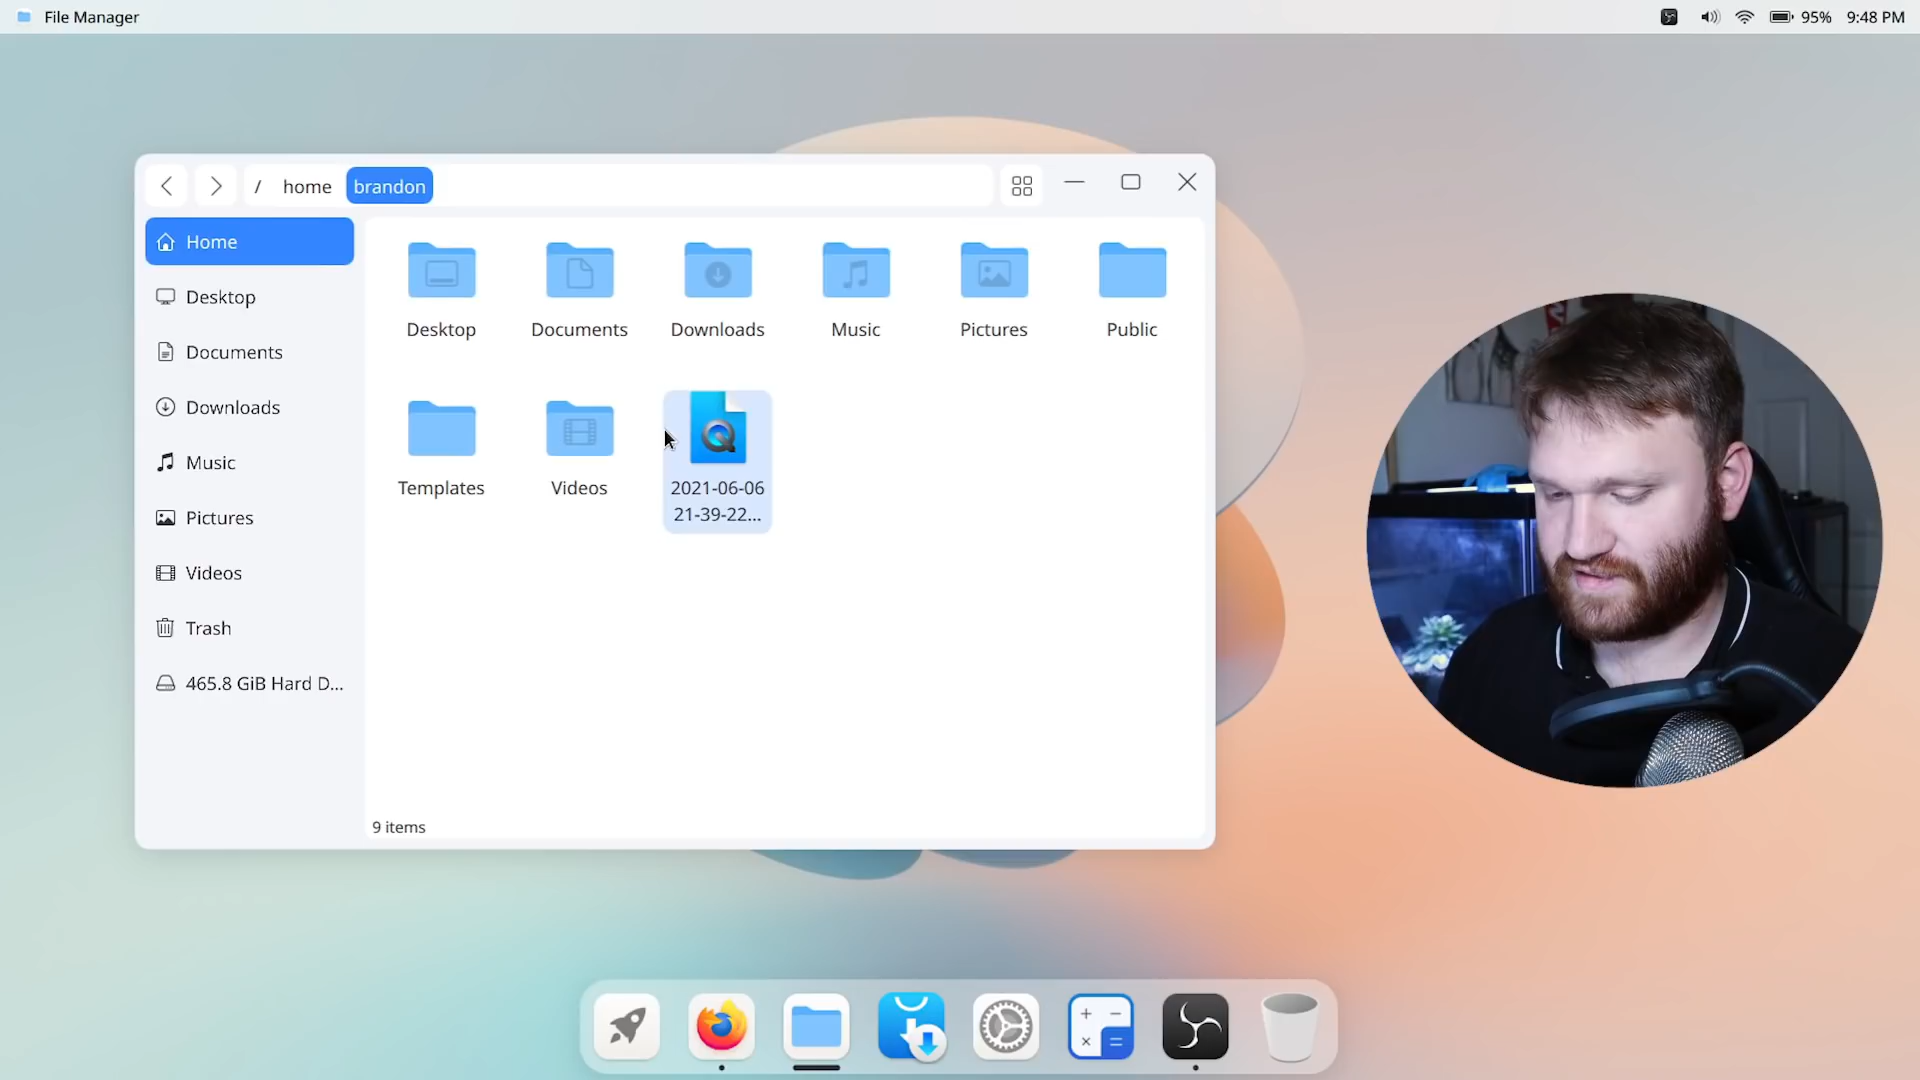 File Manager
95%
9:48 PM
/ home brandon
Home
Desktop
Documents
Downloads
Music
Pictures
Videos
Trash
465.8 GiB Hard D...
Desktop
Documents
Downloads
Music
Pictures
Public
Templates
Videos
2021-06-06
21-39-22...
9 items